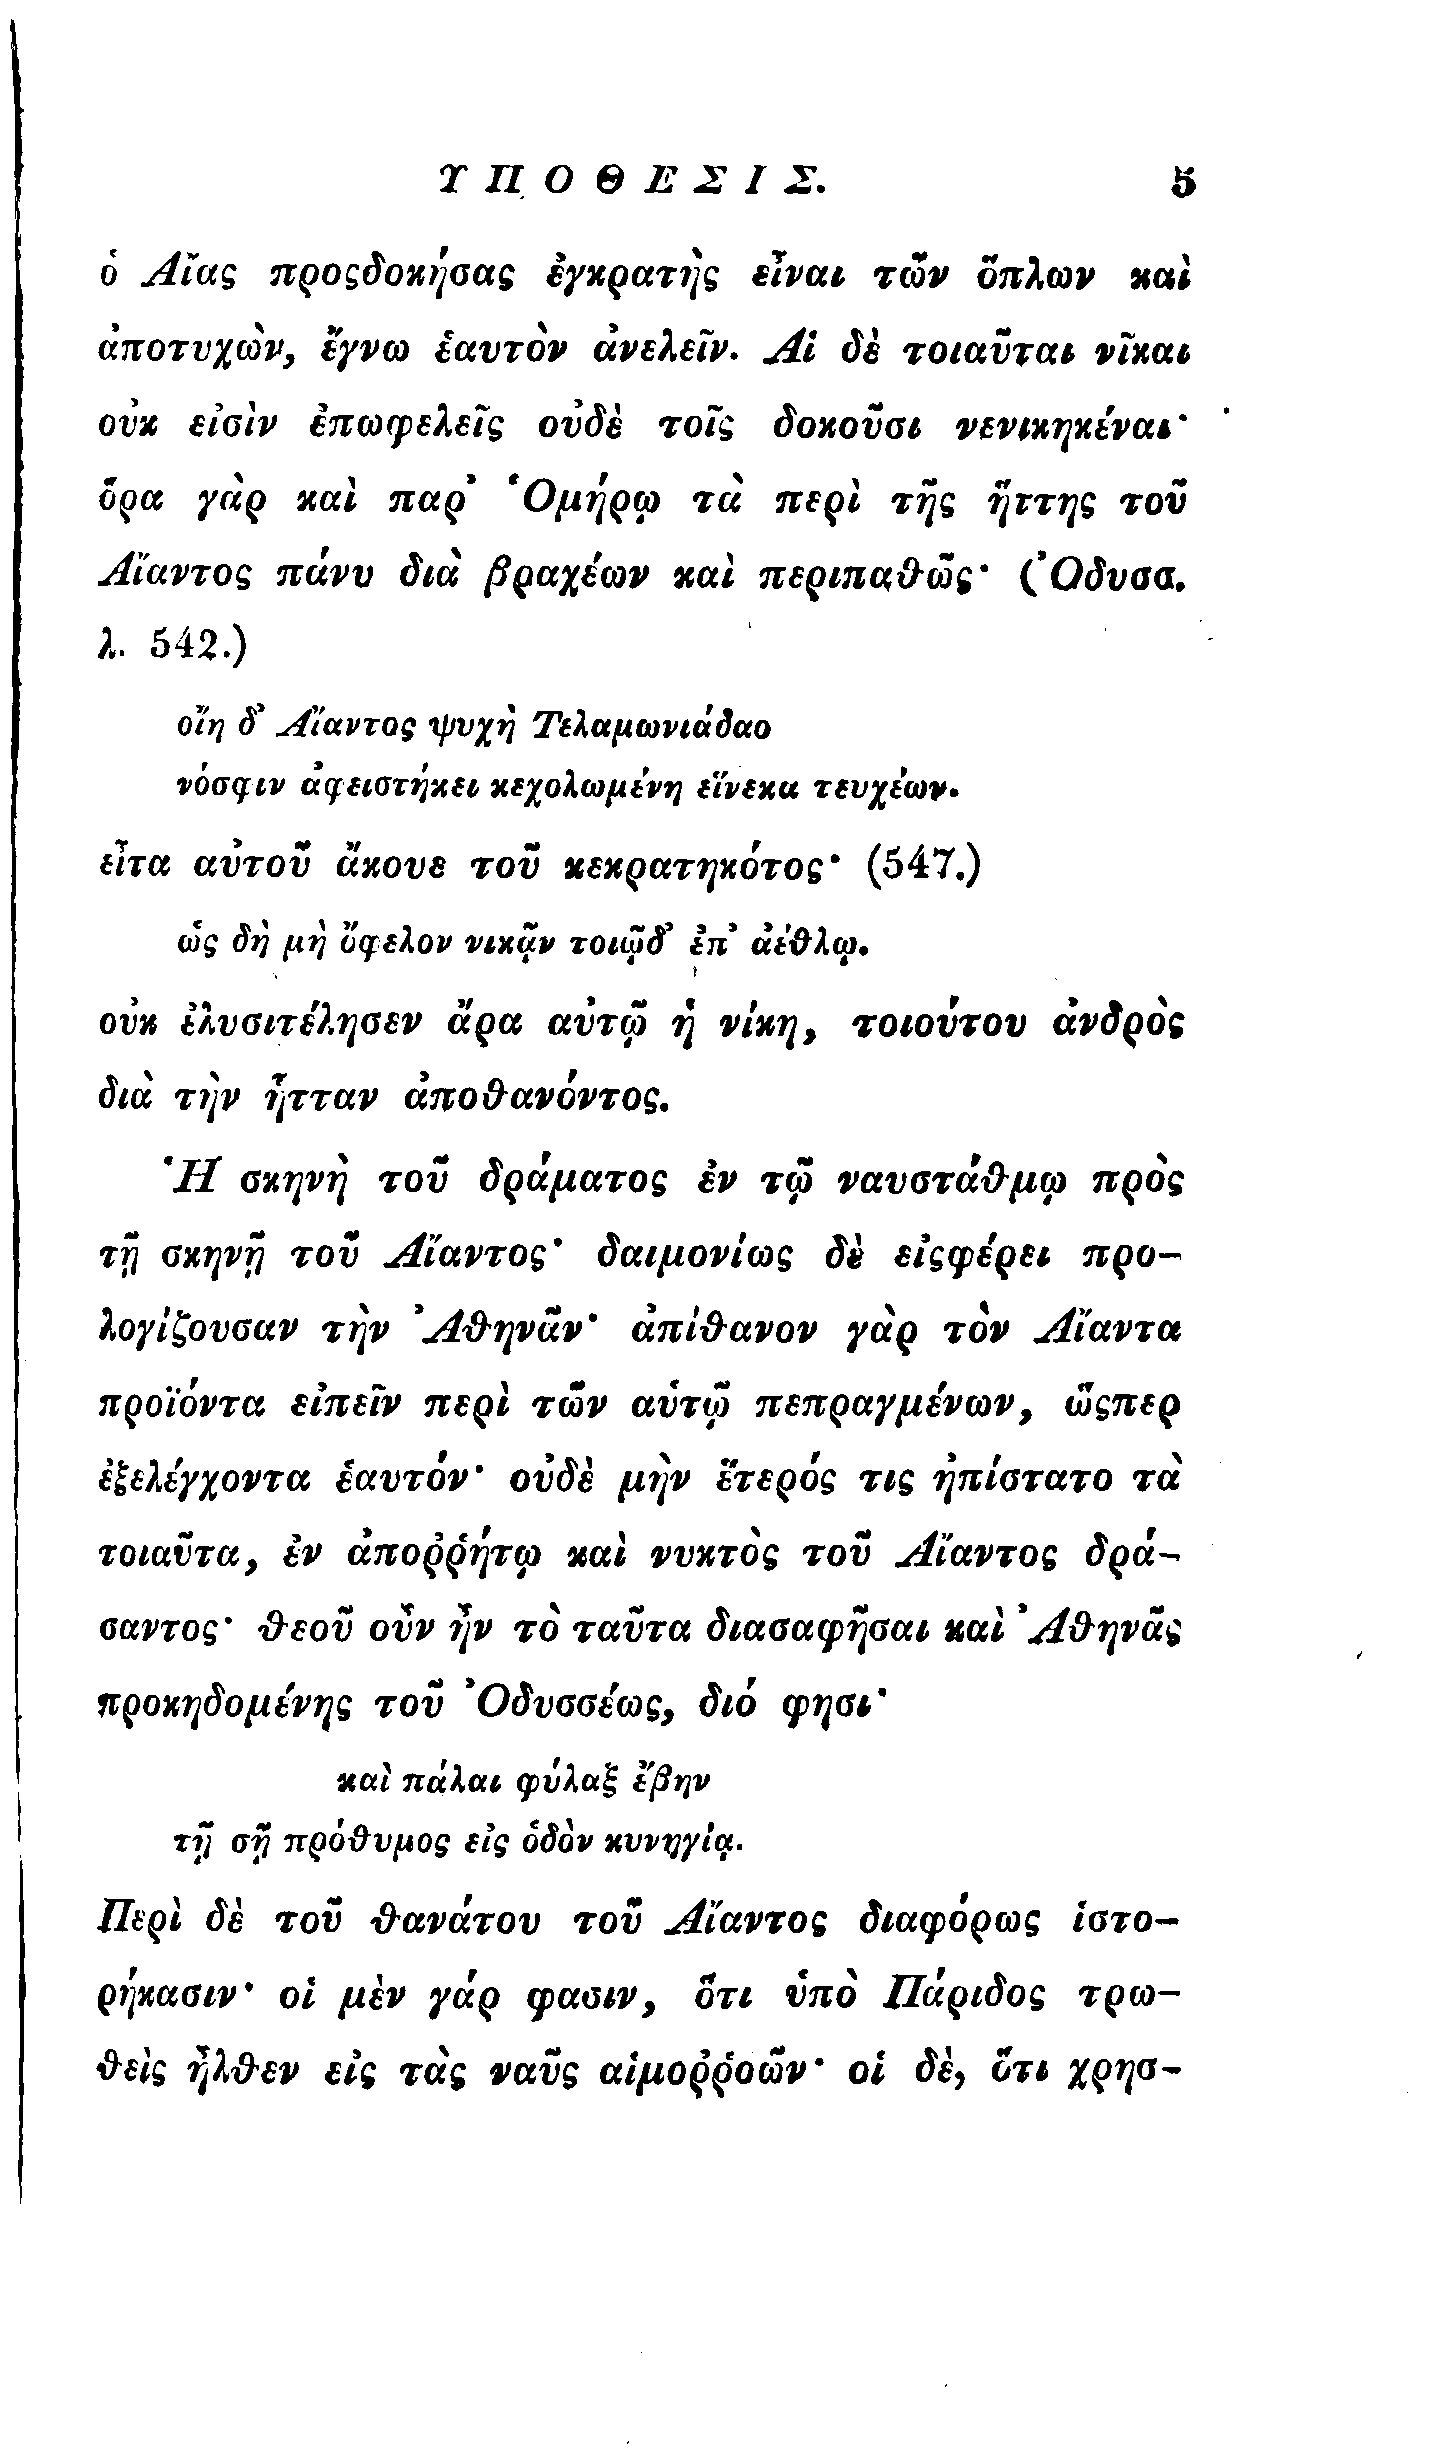 ΥΠΟΘΕΣΙΣ. 5
ὁ Αἴας προςδοκήσας ἐγκρατὴς εἶναι τῶν ὅπλων καὶ
ἀποτυχὼν, ἔγνω ἑαυτὸν ἀνελεῖν. Αἱ δὲ τοιαῦται νῖκαι
οὐκ εἰσὶν ἐπωφελεῖς οὐδὲ τοῖς δοκοῦσι νενικηκέναι·
ὅρα γὰρ καὶ παρ’ Ὁμήρῳ τὰ περὶ τῆς ἥττης τοῦ
Αἴαντος πάνυ διὰ βραχέων καὶ περιπαθῶς· (Ὀδυσσ.
λ. 542.)
οἴη δ’ Αἴαντος ψυχὴ Τελαμωνιάδαο
νόσφιν ἀφειστήκει κεχολωμένη εἵνεκα τευχέων.
εἶτα αὐτοῦ ἄκουε τοῦ κεκρατηκότος· (547.)
ὡς δὴ μὴ ὄφελον νικᾷν τοιῷδ’ ἐπ’ ἀέθλῳ.
οὐκ ἐλυσιτέλησεν ἄρα αὐτῷ ἡ νίκη, τοιούτου ἀνδρὸς
διὰ τὴν ἧτταν ἀποθανόντος.
Ἡ σκηνὴ τοῦ δράματος ἐν τῷ ναυστάθμῳ πρὸς
τῇ σκηνῇ τοῦ Αἴαντος· δαιμονίως δὲ εἰςφέρει προ-
λογίζουσαν τὴν Ἀθηνᾶν· ἀπίθανον γὰρ τὸν Αἴαντα
προϊόντα εἰπεῖν περὶ τῶν αὑτῷ πεπραγμένων, ὥςπερ
ἐξελέγχοντα ἑαυτόν· οὐδὲ μὴν ἕτερός τις ἠπίστατο τὰ
τοιαῦτα, ἐν ἀποῤῥήτῳ καὶ νυκτὸς τοῦ Αἴαντος δρά-
σαντος· θεοῦ οὖν ἦν τὸ ταῦτα διασαφῆσαι καὶ Ἀθηνᾶς
προκηδομένης τοῦ Ὀδυσσέως, διό φησι·
καὶ πάλαι φύλαξ ἔβην
τῇ σῇ πρόθυμος εἰς ὁδὸν κυνηγίᾳ.
Περὶ δὲ τοῦ θανάτου τοῦ Αἴαντος διαφόρως ἱστο-
ρήκασιν· οἱ μὲν γάρ φασιν, ὅτι ὑπὸ Πάριδος τρω-
θεὶς ἦλθεν εἰς τὰς ναῦς αἱμοῤῥοῶν· οἱ δὲ, ὅτι χρησ-